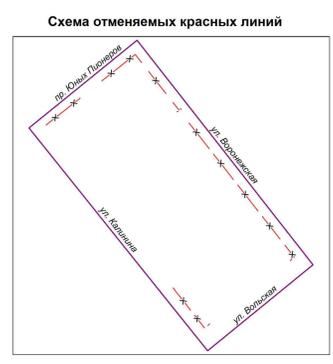 Схема отменяемых красных линий
пр. Юных Пионеров
ул. Воронежская
ул. Калинина
ул. Вольская